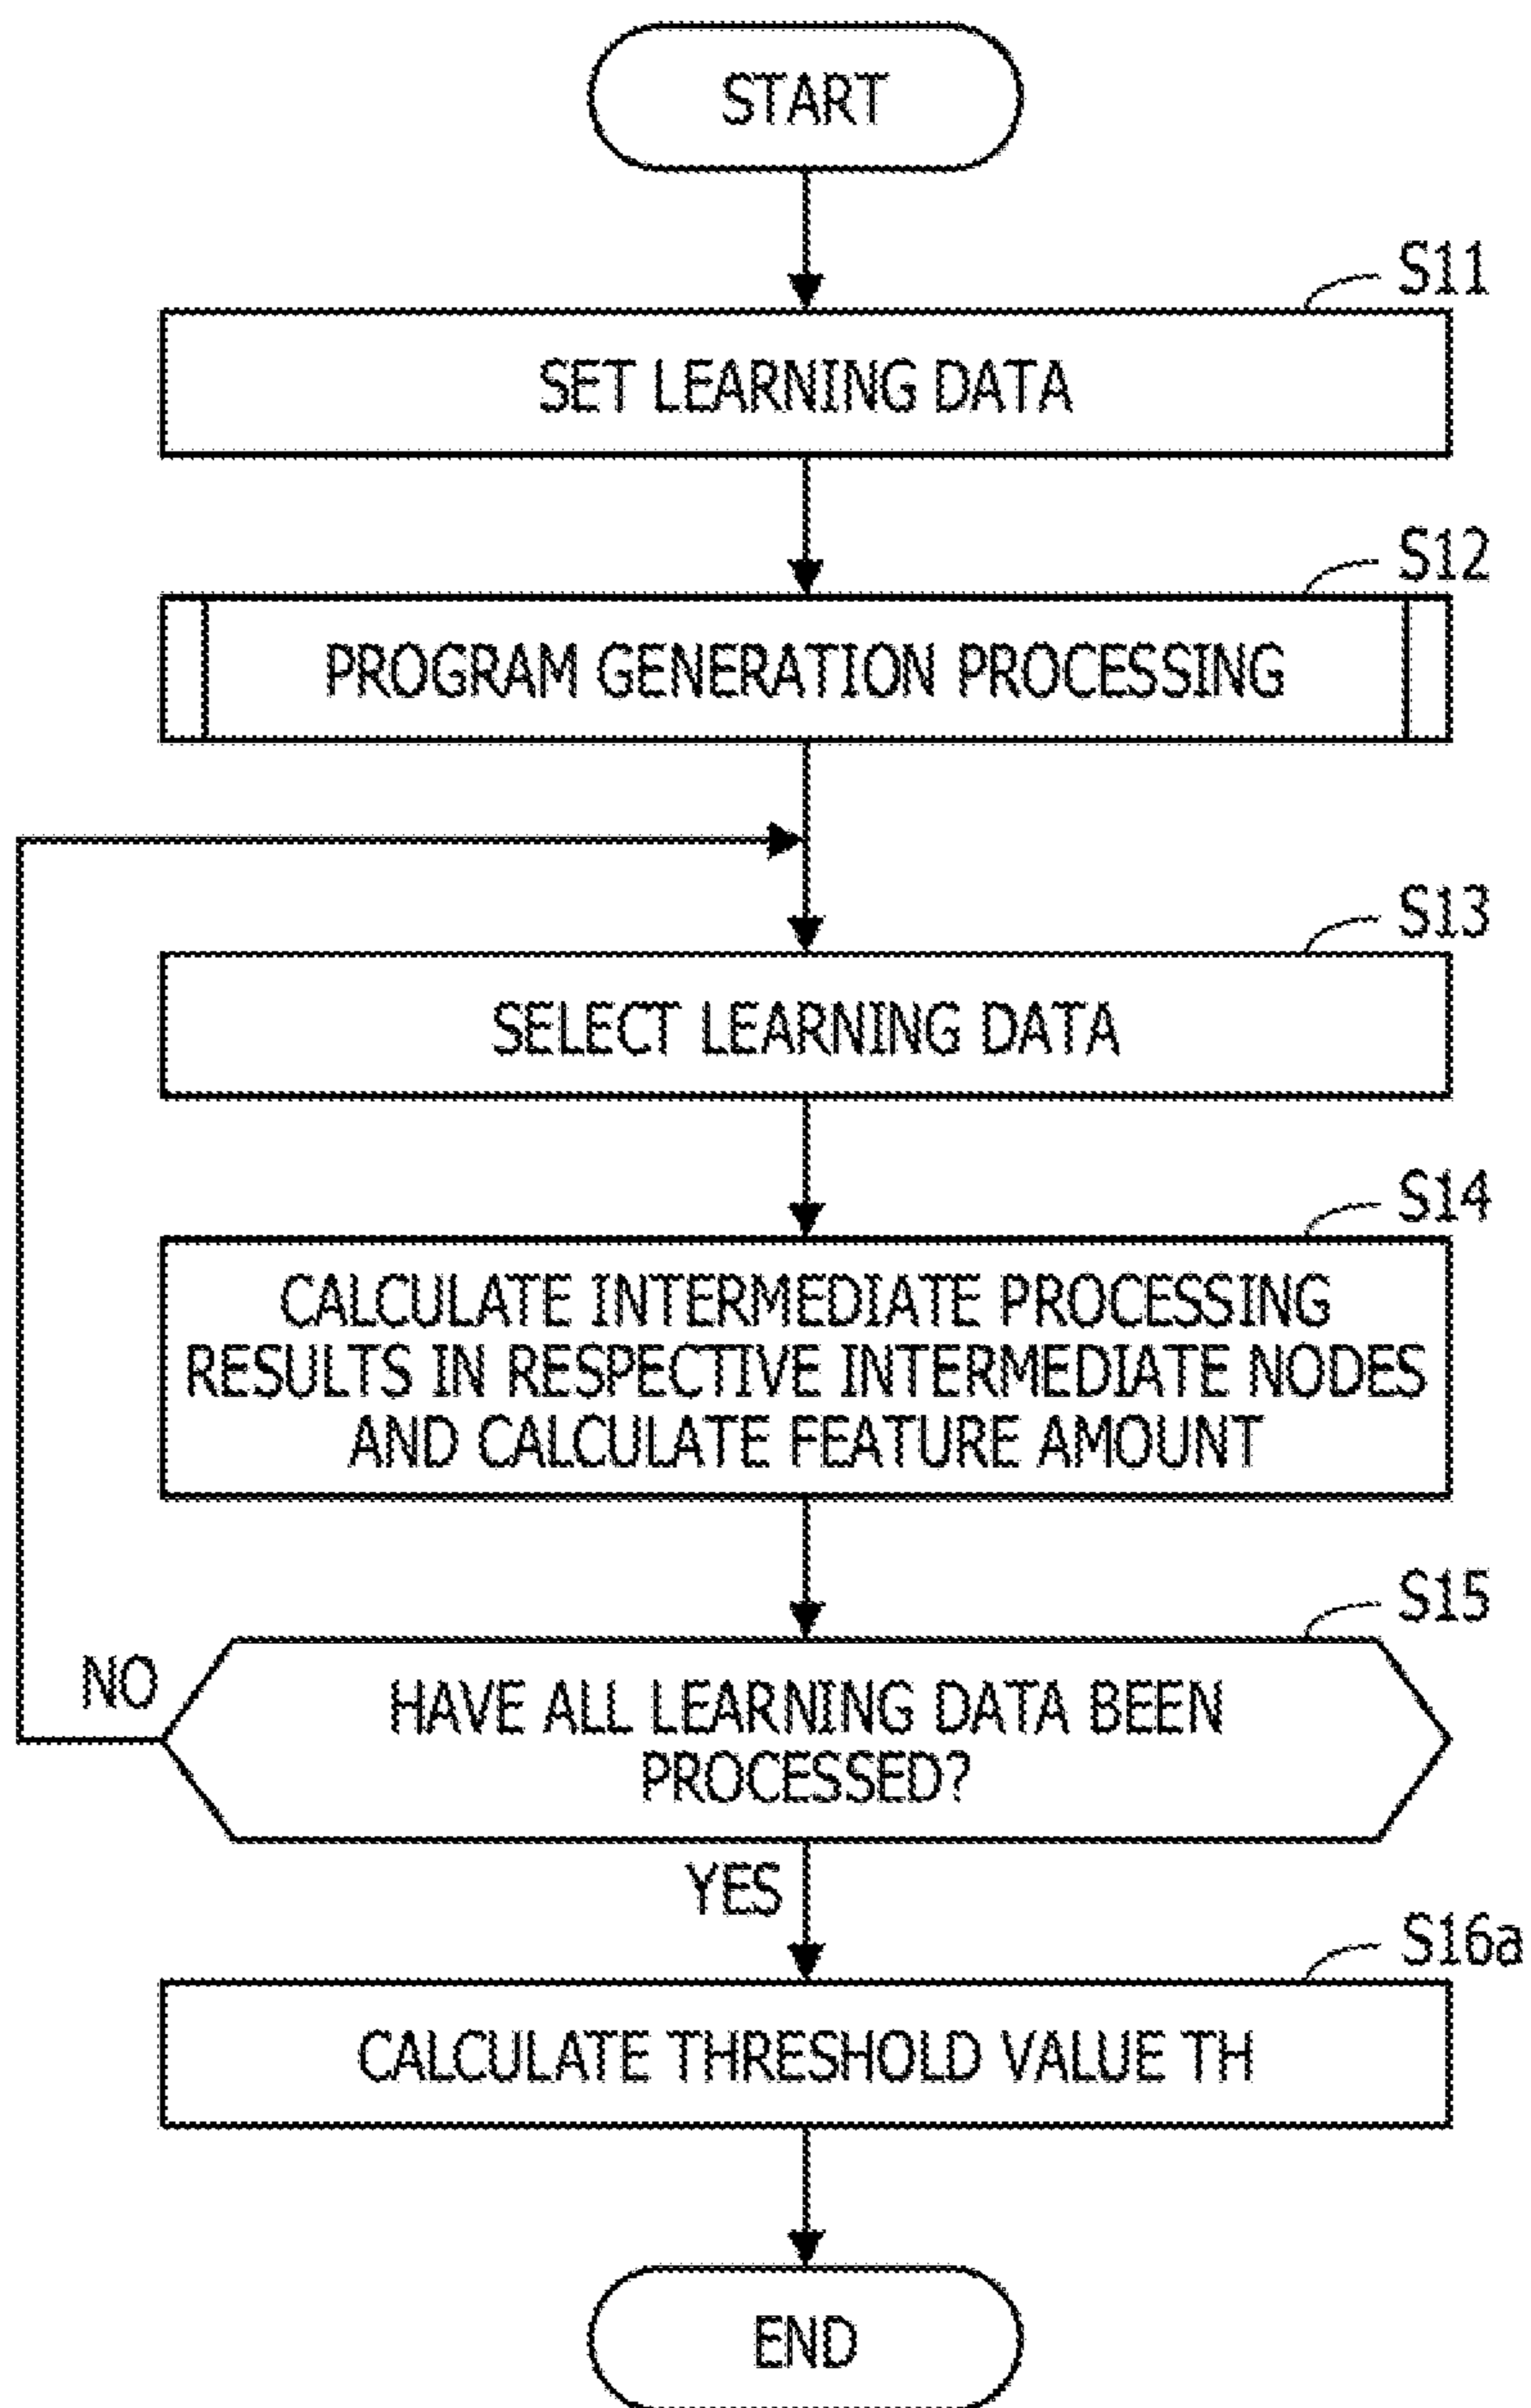 START
S11
SET LEARNING DATA
S12
PROGRAM GENERATION PROCESSING
S13
SELECT LEARNING DATA
S14
CALCULATE INTERMEDIATE PROCESSING
RESULTS IN RESPECTIVE INTERMEDIATE NODES
AND CALCULATE FEATURE AMOUNT
S15
NO
HAVE ALL LEARNING DATA BEEN
PROCESSED?
YES
S16a
CALCULATE THRESHOLD VALUE TH
END